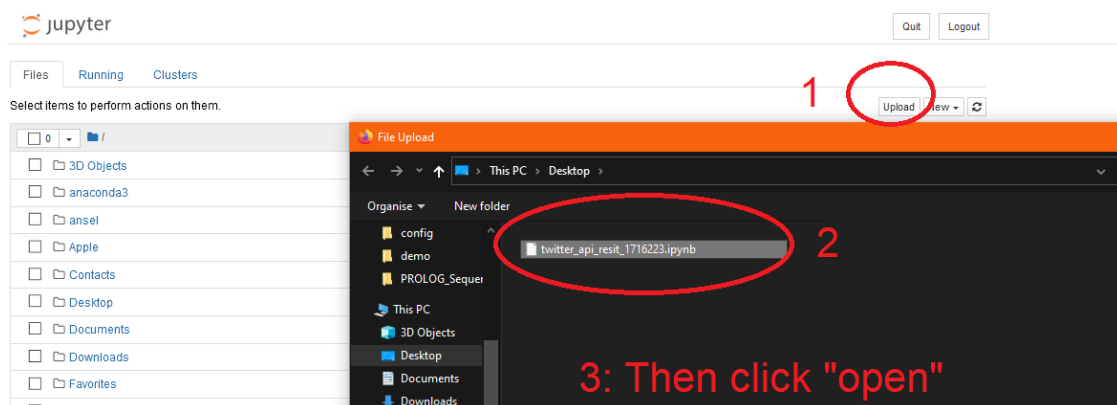 jupyter
Quit Logout
Files Running Clusters
1
Select items to perform actions on them.
Upload New
0 /
File Upload
3D Objects
This PC > Desktop >
anaconda3
Organise New folder
ansel
config
2
Apple
demo
twitter_api_resit_1716223.ipynb
Contacts
PROLOG_Sequer
Desktop
This PC
Documents
3D Objects
Downloads
Desktop
Favorites
Documents
3: Then click "open"
Downloads